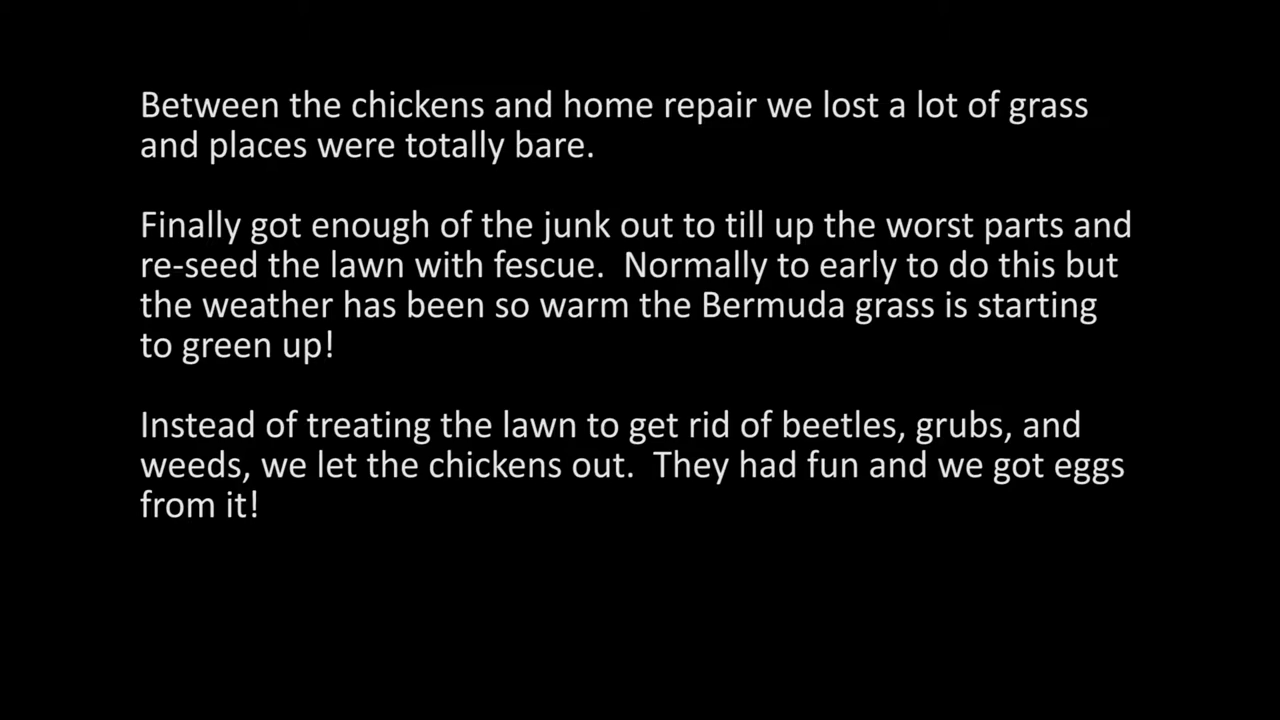 Between the chickens and home repair we lost a lot of grass
and places were totally bare.
Finally got enough of the junk out to till up the worst parts and
re-seed the lawn with fescue.  Normally to early to do this but
the weather has been so warm the Bermuda grass is starting
to green up!
Instead of treating the lawn to get rid of beetles, grubs, and
weeds, we let the chickens out.  They had fun and we got eggs
from it!